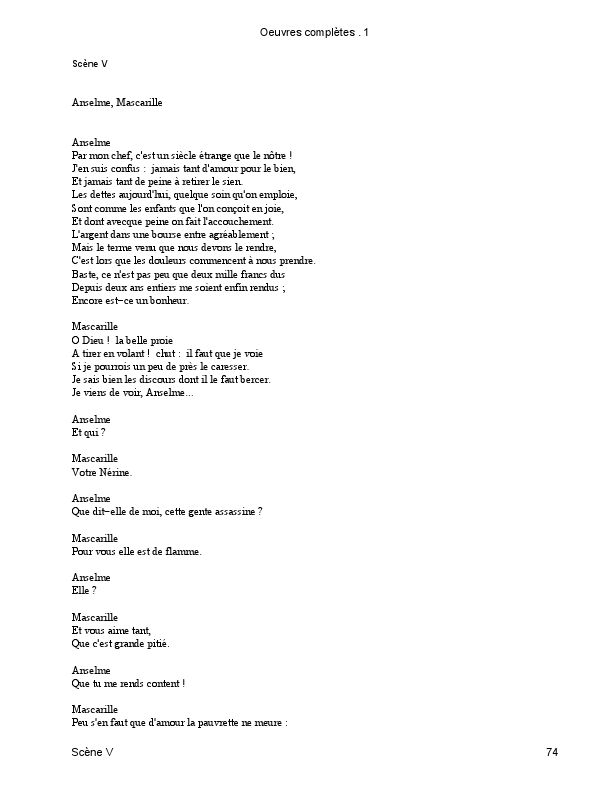 Oeuvres complètes . 1
Scène V
Anselme, Mascarille
Anselme
Par mon chef, c'est un siècle étrange que le nôtre !
J'en suis confus :  jamais tant d'amour pour le bien,
Et jamais tant de peine à retirer le sien.
Les dettes aujourd'hui, quelque soin qu'on emploie,
Sont comme les enfants que l'on conçoit en joie,
Et dont avecque peine on fait l'accouchement.
L'argent dans une bourse entre agréablement ;
Mais le terme venu que nous devons le rendre,
C'est lors que les douleurs commencent à nous prendre.
Baste, ce n'est pas peu que deux mille francs dus
Depuis deux ans entiers me soient enfin rendus ;
Encore est−ce un bonheur.
Mascarille
O Dieu !  la belle proie
A tirer en volant !  chut :  il faut que je voie
Si je pourrois un peu de près le caresser.
Je sais bien les discours dont il le faut bercer.
Je viens de voir, Anselme...
Anselme
Et qui ?
Mascarille
Votre Nérine.
Anselme
Que dit−elle de moi, cette gente assassine ?
Mascarille
Pour vous elle est de flamme.
Anselme
Elle ?
Mascarille
Et vous aime tant,
Que c'est grande pitié.
Anselme
Que tu me rends content !
Mascarille
Peu s'en faut que d'amour la pauvrette ne meure :
Scène V
74